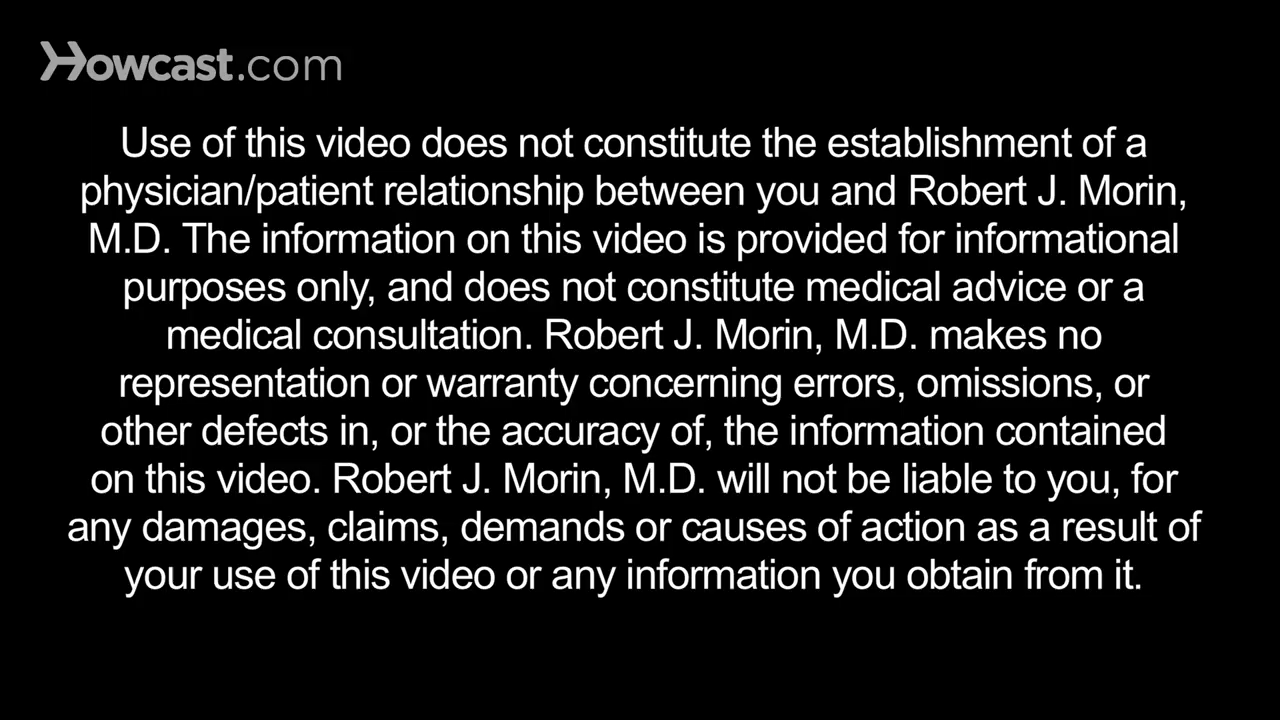 Howcast.com
Use of this video does not constitute the establishment of a
physician/patient relationship between you and Robert J. Morin,
M.D. The information on this video is provided for informational
purposes only, and does not constitute medical advice or a
medical consultation. Robert J. Morin, M.D. makes no
representation or warranty concerning errors, omissions, or
other defects in, or the accuracy of, the information contained
on this video. Robert J. Morin, M.D. will not be liable to you, for
any damages, claims, demands or causes of action as a result of
your use of this video or any information you obtain from it.